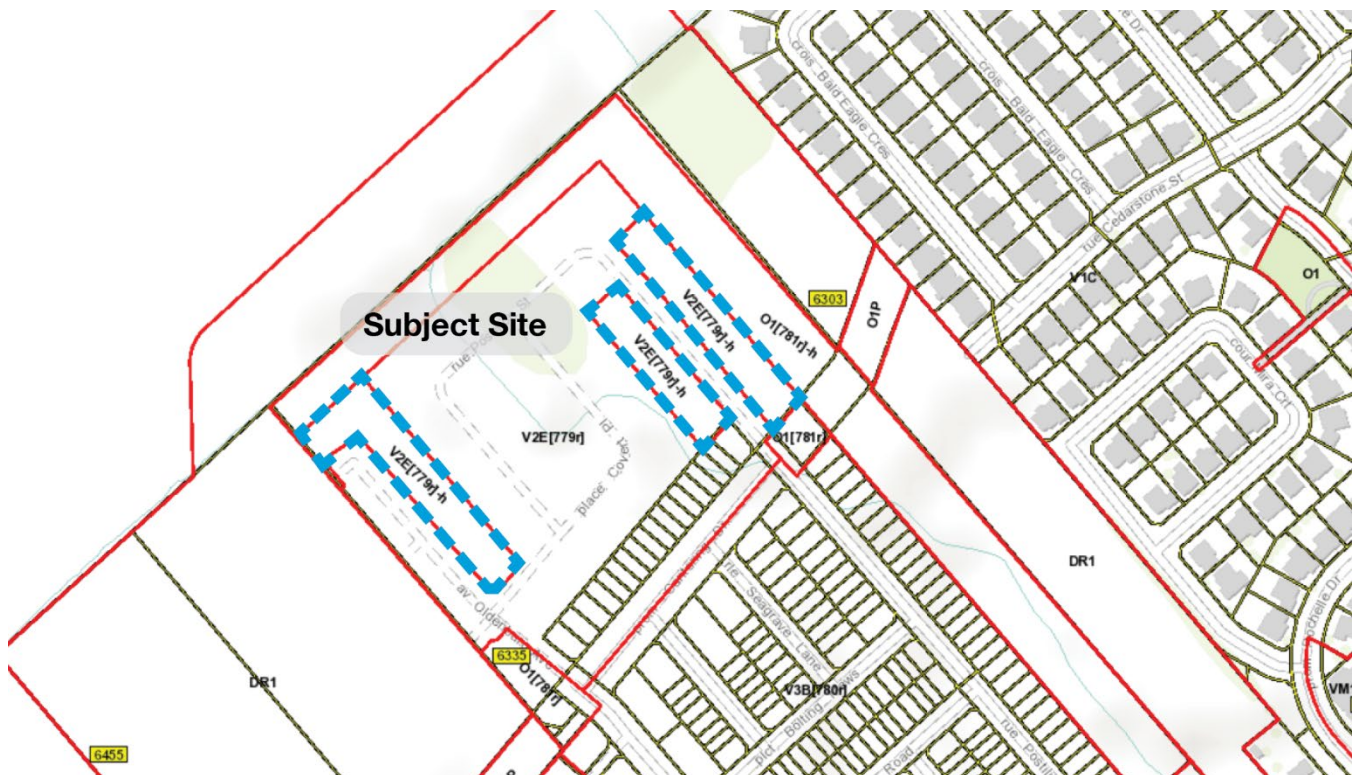 crois Bald Eagle Cres
crois Bald Eagle Cres
rue Cedarstone St
V1C
O1
6303
O1P
O1[781r]-h
V2E[779r]-h
V2E[779r]-h
Subject Site
V2E[779r]
V2E[779r]-h
O1[781r]
DR1
rue Seagrave Lane
V3B[780r]
6335
O1[781r]
DR1
VM
6455